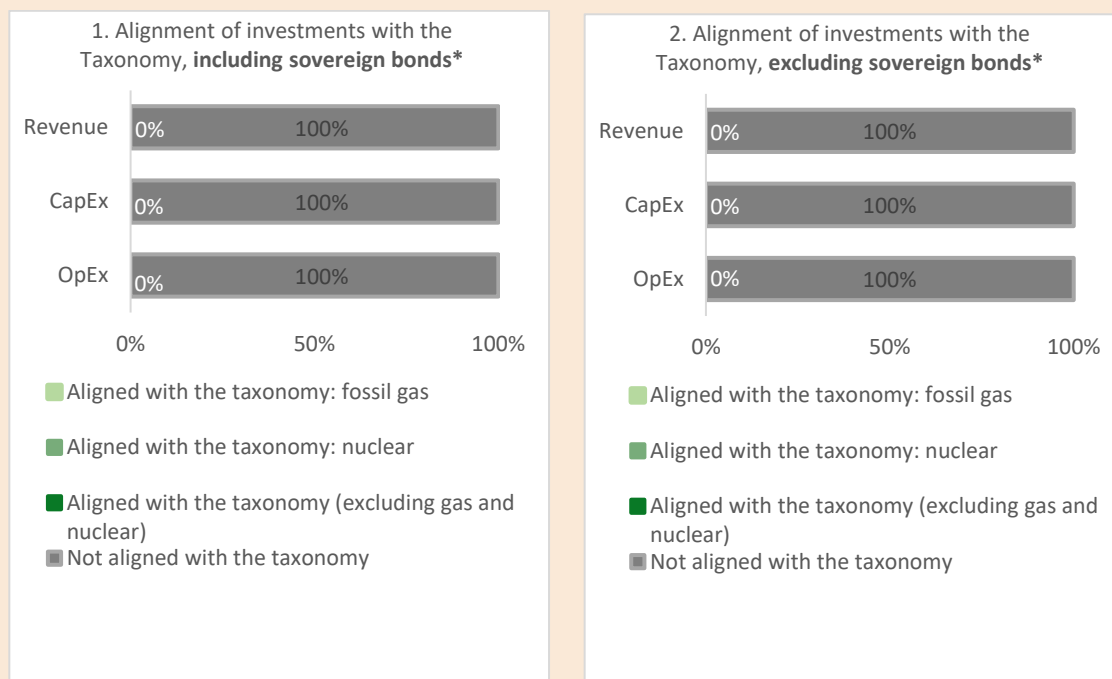 1. Alignment of investments with the
Taxonomy, including sovereign bonds*
Revenue
0%
100%
CapEx
0%
100%
OpEx
0%
100%
0%
50%
100%
Aligned with the taxonomy: fossil gas
Aligned with the taxonomy: nuclear
Aligned with the taxonomy (excluding gas and
nuclear)
Not aligned with the taxonomy
2. Alignment of investments with the
Taxonomy, excluding sovereign bonds*
Revenue
0%
100%
CapEx
0%
100%
OpEx
0%
100%
0%
50%
100%
Aligned with the taxonomy: fossil gas
Aligned with the taxonomy: nuclear
Aligned with the taxonomy (excluding gas and
nuclear)
Not aligned with the taxonomy